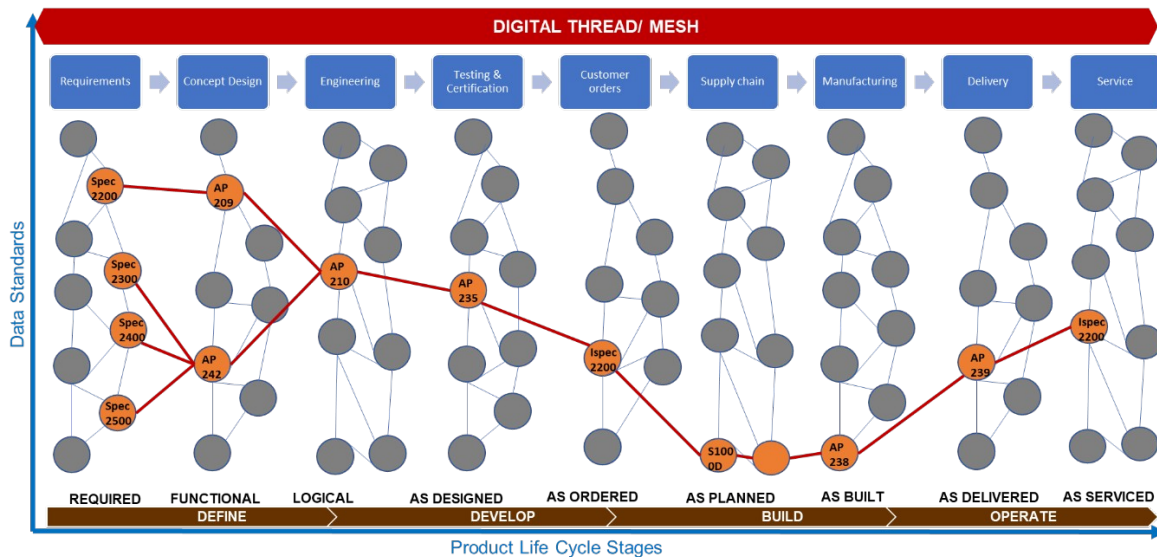 DIGITAL THREAD/ MESH
Requirements
Concept Design
Engineering
Testing &
Certification
Customer
orders
Supply chain
Manufacturing
Delivery
Service
Data Standards
Spec
2200
Spec
2300
Spec
2400
Spec
2500
AP
209
AP
242
AP
210
AP
235
Ispec
2200
S100
0D
AP
238
AP
239
Ispec
2200
REQUIRED
FUNCTIONAL
LOGICAL
AS DESIGNED
AS ORDERED
AS PLANNED
AS BUILT
AS DELIVERED
AS SERVICED
DEFINE
DEVELOP
BUILD
OPERATE
Product Life Cycle Stages